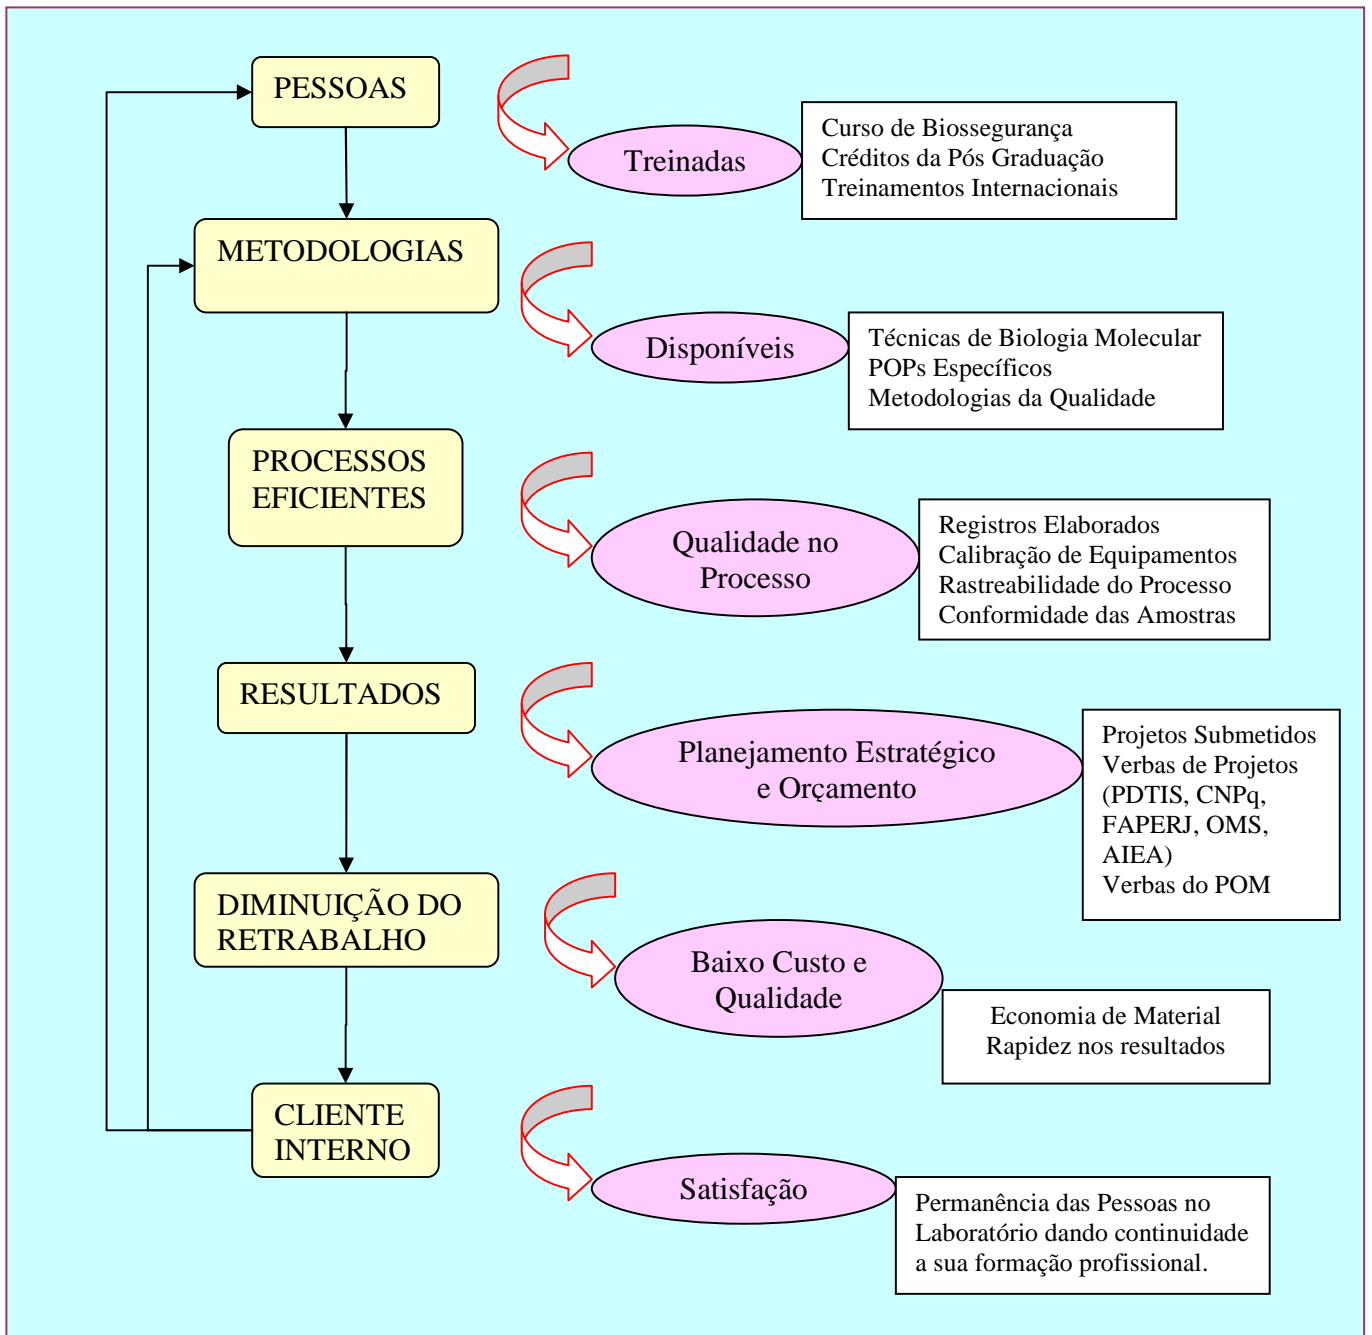 PESSOAS
Treinadas
Curso de Biossegurança
Créditos da Pós Graduação
Treinamentos Internacionais
METODOLOGIAS
Disponíveis
Técnicas de Biologia Molecular
POPs Específicos
Metodologias da Qualidade
PROCESSOS
EFICIENTES
Qualidade no
Processo
Registros Elaborados
Calibração de Equipamentos
Rastreabilidade do Processo
Conformidade das Amostras
RESULTADOS
Planejamento Estratégico
e Orçamento
Projetos Submetidos
Verbas de Projetos
(PDTIS, CNPq,
FAPERJ, OMS,
AIEA)
Verbas do POM
DIMINUIÇÃO DO
RETRABALHO
Baixo Custo e
Qualidade
Economia de Material
Rapidez nos resultados
CLIENTE
INTERNO
Satisfação
Permanência das Pessoas no
Laboratório dando continuidade
a sua formação profissional.